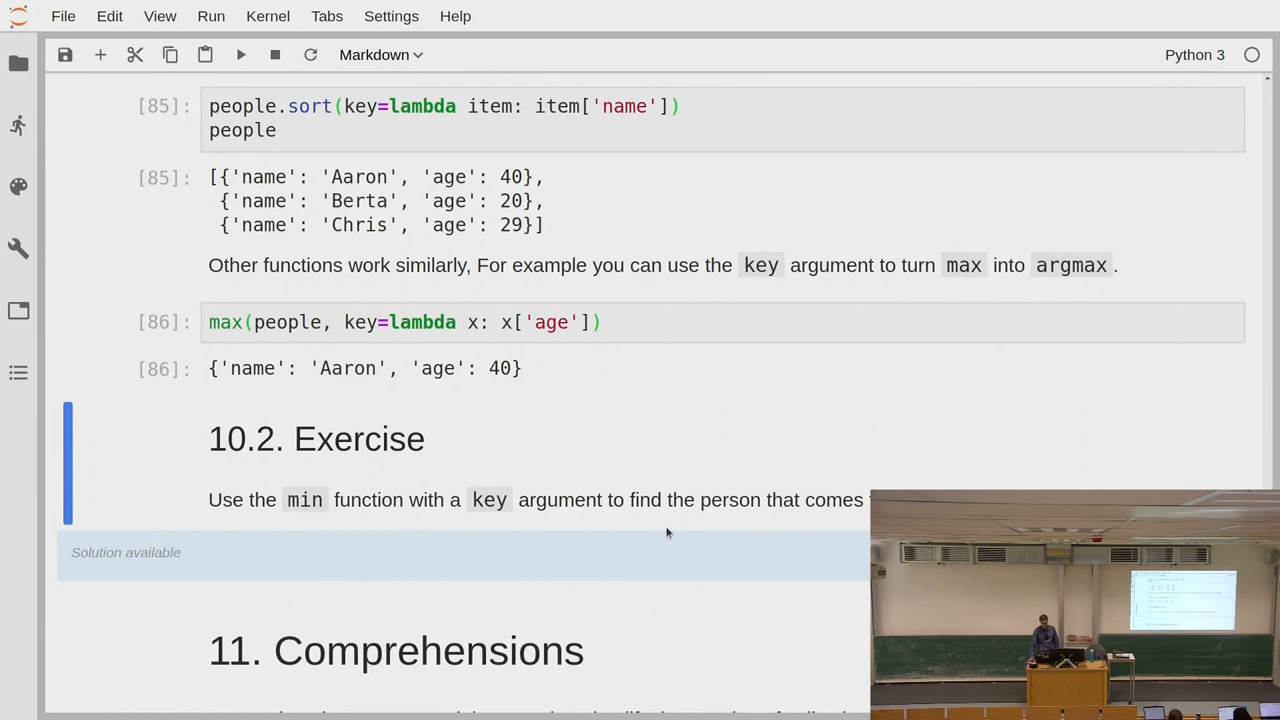 File Edit View Run Kernel Tabs Settings Help
Markdown
Python 3
[85]: people.sort(key=lambda item: item['name'])
people
[85]: [{'name': 'Aaron', 'age': 40},
{'name': 'Berta', 'age': 20},
{'name': 'Chris', 'age': 29}]
Other functions work similarly, For example you can use the key argument to turn max into argmax.
[86]: max(people, key=lambda x: x['age'])
[86]: {'name': 'Aaron', 'age': 40}
10.2. Exercise
Use the min function with a key argument to find the person that comes
Solution available
11. Comprehensions